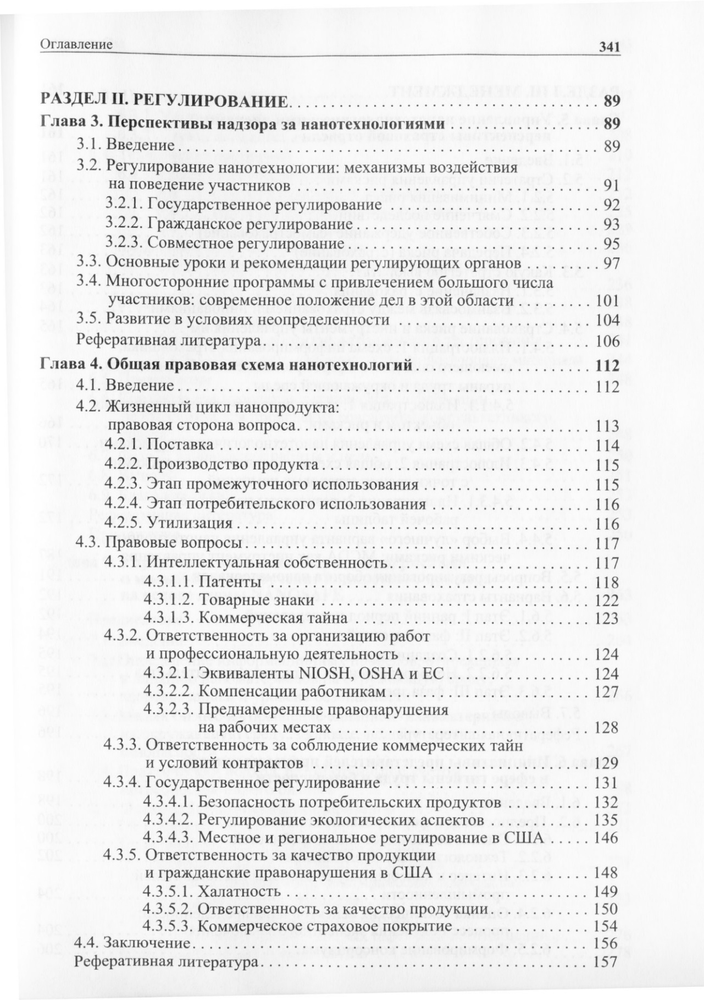 Оглавление 341
РАЗДЕЛ II. РЕГУЛИРОВАНИЕ. . . . . . . . . . . . . . . . . . . . . . . . . . . . . . 89
Глава 3. Перспективы надзора за нанотехнологиями . . . . . . . . . . . . . . 89
3.1. Введение . . . . . . . . . . . . . . . . . . . . . . . . . . . . . . . . . . . . . . . . 89
3.2. Регулирование нанотехнологии: механизмы воздействия
на поведение участников . . . . . . . . . . . . . . . . . . . . . . . . . . . . . 91
3.2.1. Государственное регулирование . . . . . . . . . . . . . . . . . . . . 92
3.2.2. Гражданское регулирование . . . . . . . . . . . . . . . . . . . . . . . 93
3.2.3. Совместное регулирование . . . . . . . . . . . . . . . . . . . . . . . . 95
3.3. Основные уроки и рекомендации регулирующих органов . . . . . . . 97
3.4. Многосторонние программы с привлечением большого числа
участников: современное положение дел в этой области . . . . . . . 101
3.5. Развитие в условиях неопределенности . . . . . . . . . . . . . . . . . . 104
Реферативная литература . . . . . . . . . . . . . . . . . . . . . . . . . . . . . . . 106
Глава 4. Общая правовая схема нанотехнологий . . . . . . . . . . . . . . . . . 112
4.1. Введение . . . . . . . . . . . . . . . . . . . . . . . . . . . . . . . . . . . . . . . 112
4.2. Жизненный цикл нанопродукта:
правовая сторона вопроса. . . . . . . . . . . . . . . . . . . . . . . . . . . . 113
4.2.1. Поставка . . . . . . . . . . . . . . . . . . . . . . . . . . . . . . . . . . . 114
4.2.2. Производство продукта . . . . . . . . . . . . . . . . . . . . . . . . . . 115
4.2.3. Этап промежуточного использования . . . . . . . . . . . . . . . . 115
4.2.4. Этап потребительского использования . . . . . . . . . . . . . . . 116
4.2.5. Утилизация . . . . . . . . . . . . . . . . . . . . . . . . . . . . . . . . . . 116
4.3. Правовые вопросы . . . . . . . . . . . . . . . . . . . . . . . . . . . . . . . . . 117
4.3.1. Интеллектуальная собственность. . . . . . . . . . . . . . . . . . . . 117
4.3.1.1. Патенты . . . . . . . . . . . . . . . . . . . . . . . . . . . . . . 118
4.3.1.2. Товарные знаки . . . . . . . . . . . . . . . . . . . . . . . . . 122
4.3.1.3. Коммерческая тайна . . . . . . . . . . . . . . . . . . . . . . 123
4.3.2. Ответственность за организацию работ
и профессиональную деятельность . . . . . . . . . . . . . . . . . . . 124
4.3.2.1. Эквиваленты NIOSH, OSHA и ЕС . . . . . . . . . . . . . 124
4.3.2.2. Компенсации работникам . . . . . . . . . . . . . . . . . . . 127
4.3.2.3. Преднамеренные правонарушения
на рабочих местах . . . . . . . . . . . . . . . . . . . . . . . . 128
4.3.3. Ответственность за соблюдение коммерческих тайн
и условий контрактов . . . . . . . . . . . . . . . . . . . . . . . . . . . . 129
4.3.4. Государственное регулирование . . . . . . . . . . . . . . . . . . . . 131
4.3.4.1. Безопасность потребительских продуктов . . . . . . . . 132
4.3.4.2. Регулирование экологических аспектов . . . . . . . . . . 135
4.3.4.3. Местное и региональное регулирование в США . . . . . 146
4.3.5. Ответственность за качество продукции
и гражданские правонарушения в США . . . . . . . . . . . . . . . 148
4.3.5.1. Халатность . . . . . . . . . . . . . . . . . . . . . . . . . . . . . 149
4.3.5.2. Ответственность за качество продукции . . . . . . . . . . 150
4.3.5.3. Коммерческое страховое покрытие . . . . . . . . . . . . . 154
4.4. Заключение . . . . . . . . . . . . . . . . . . . . . . . . . . . . . . . . . . . . . 156
Реферативная литература . . . . . . . . . . . . . . . . . . . . . . . . . . . . . . . 157